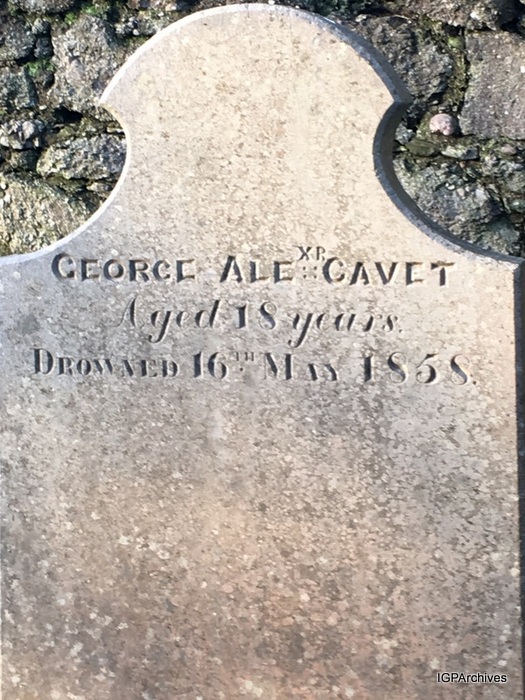 GEORGE ALEXR. CAVET
Aged 18 years.
DROWNED 16TH MAY 1858.
IGPArchives